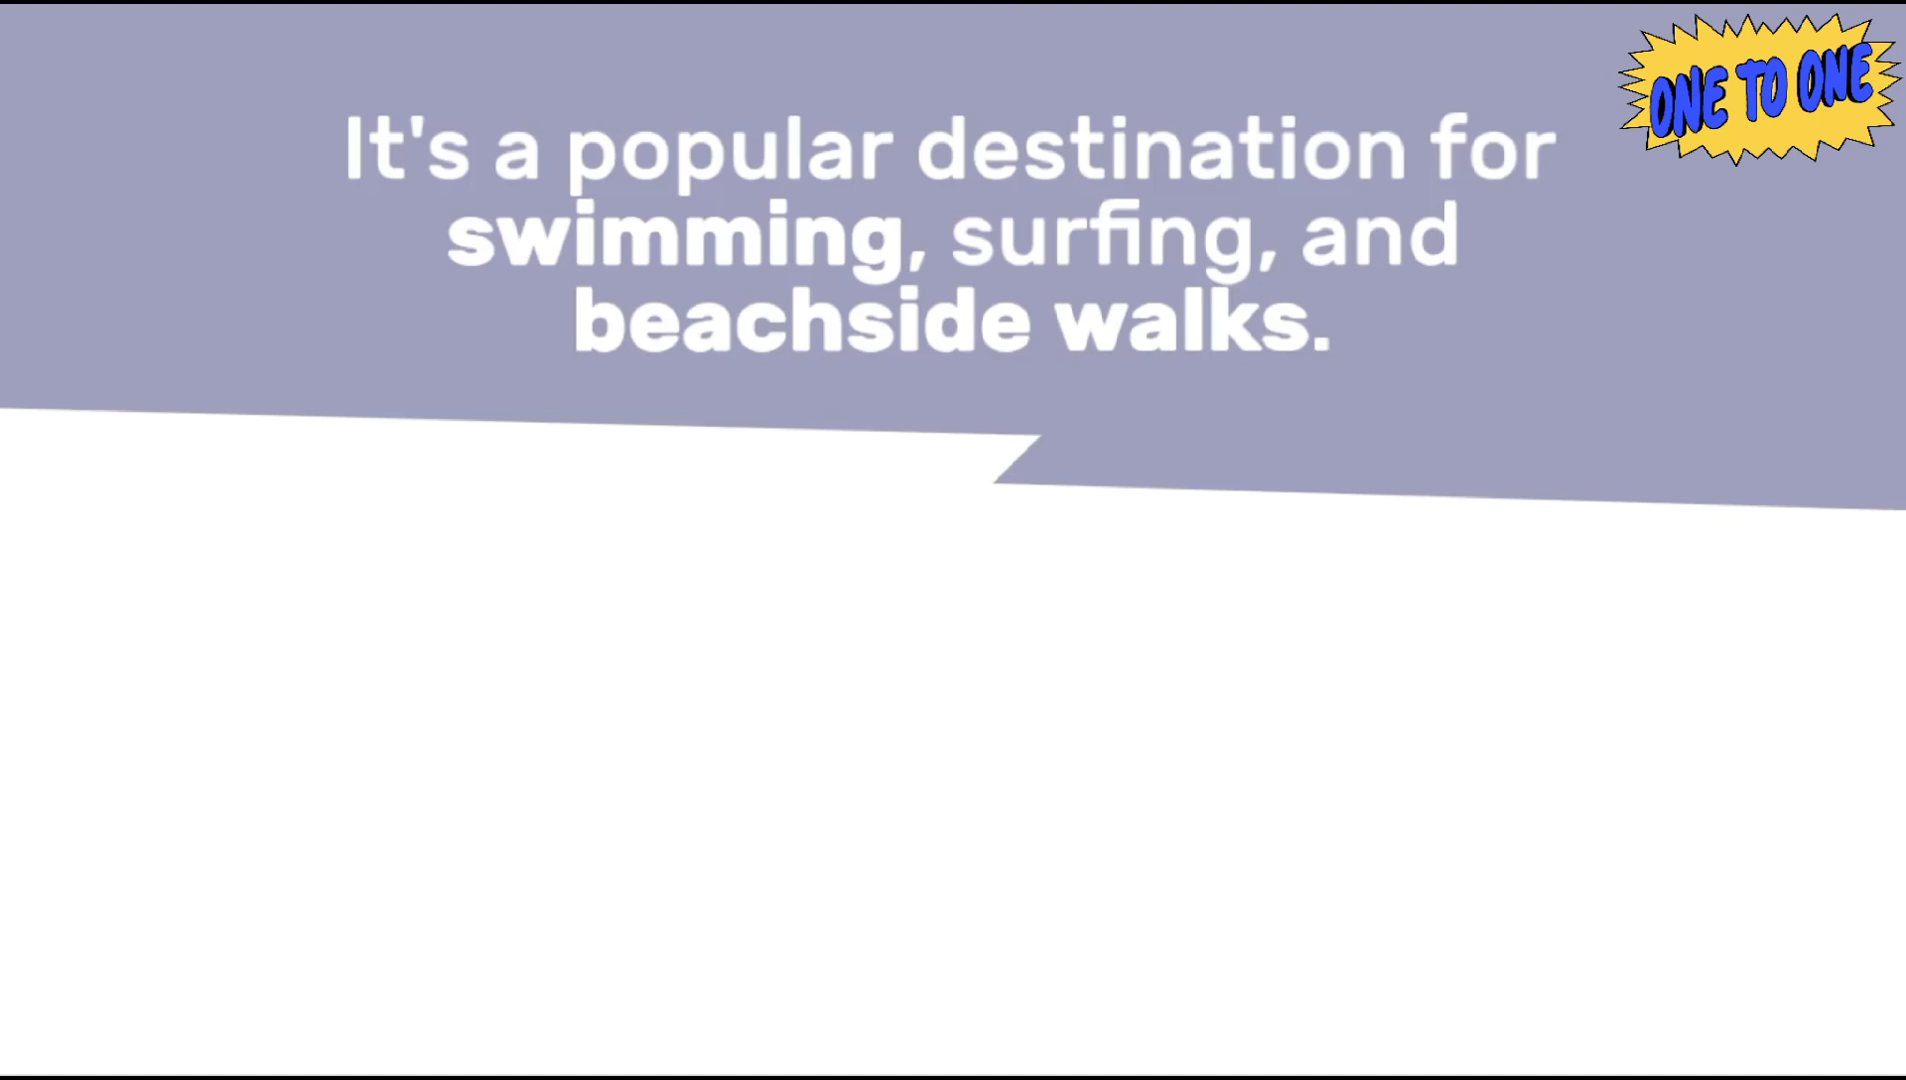 ONE TO ONE
It's a popular destination for
swimming, surfing, and
beachside walks.